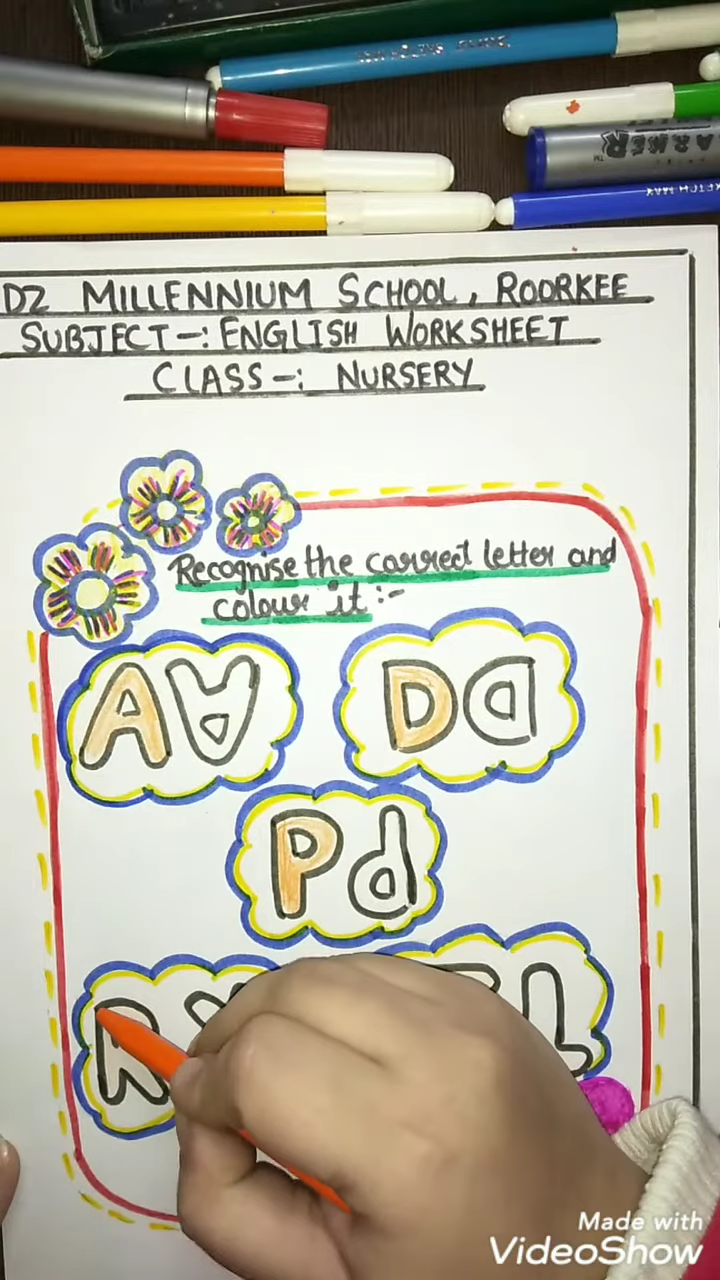 DZ MILLENNIUM SCHOOL, ROORKEE
SUBJECT-: ENGLISH WORKSHEET
CLASS-: NURSERY
Recognise the correct letter and
colour it :-
A
D
P
R
Made with
VideoShow